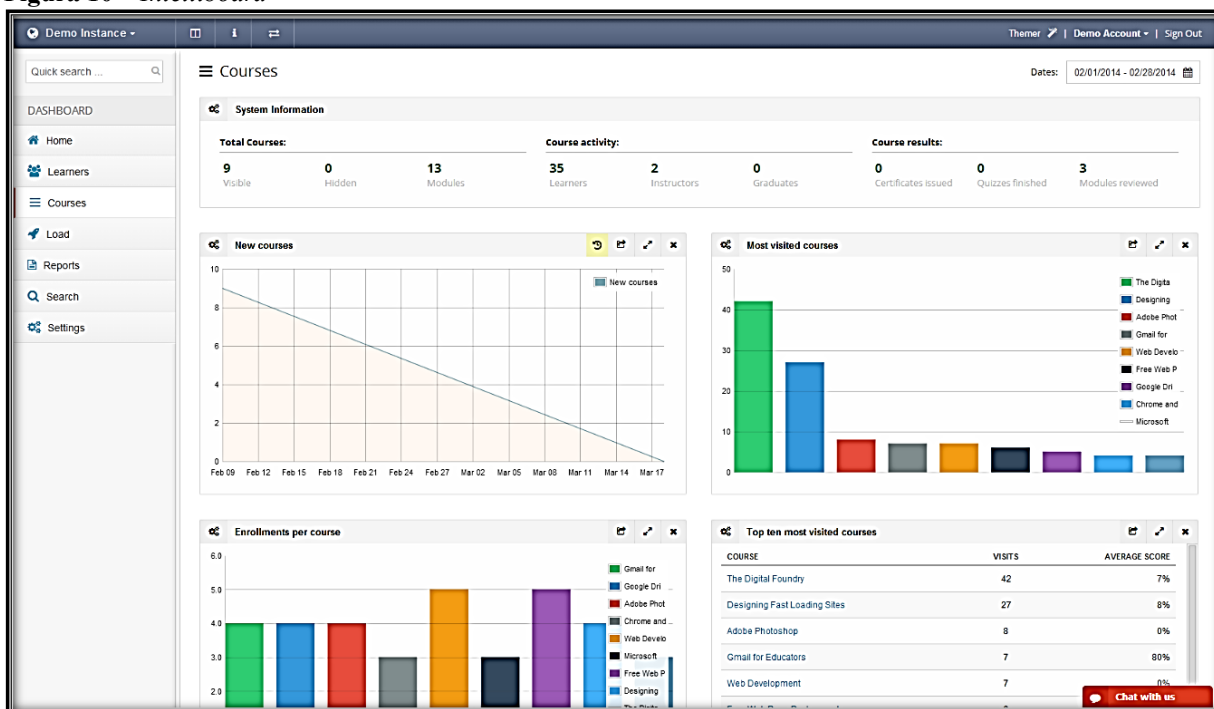 Demo Instance
Themer | Demo Account | Sign Out
Quick search ...
DASHBOARD
Home
Learners
Courses
Load
Reports
Search
Settings
Courses
Dates: 02/01/2014 - 02/28/2014
System Information
Total Courses:
9 0 13
Visible Hidden Modules
Course activity:
35 2 0
Learners Instructors Graduates
Course results:
0 0 3
Certificates issued Quizzes finished Modules reviewed
New courses
10
8
6
4
2
0
Feb 09 Feb 12 Feb 15 Feb 18 Feb 21 Feb 24 Feb 27 Mar 02 Mar 05 Mar 08 Mar 11 Mar 14 Mar 17
New courses
Most visited courses
50
40
30
20
10
0
The Digita
Designing
Adobe Phot
Gmail for
Web Develo
Free Web P
Google Dri
Chrome and
Microsoft
Enrollments per course
6.0
5.0
4.0
3.0
2.0
Gmail for
Google Dri
Adobe Phot
Chrome and
Web Develo
Microsoft
Free Web P
Designing
Top ten most visited courses
COURSE VISITS AVERAGE SCORE
The Digital Foundry 42 7%
Designing Fast Loading Sites 27 8%
Adobe Photoshop 8 0%
Gmail for Educators 7 80%
Web Development 7 0%
Chat with us